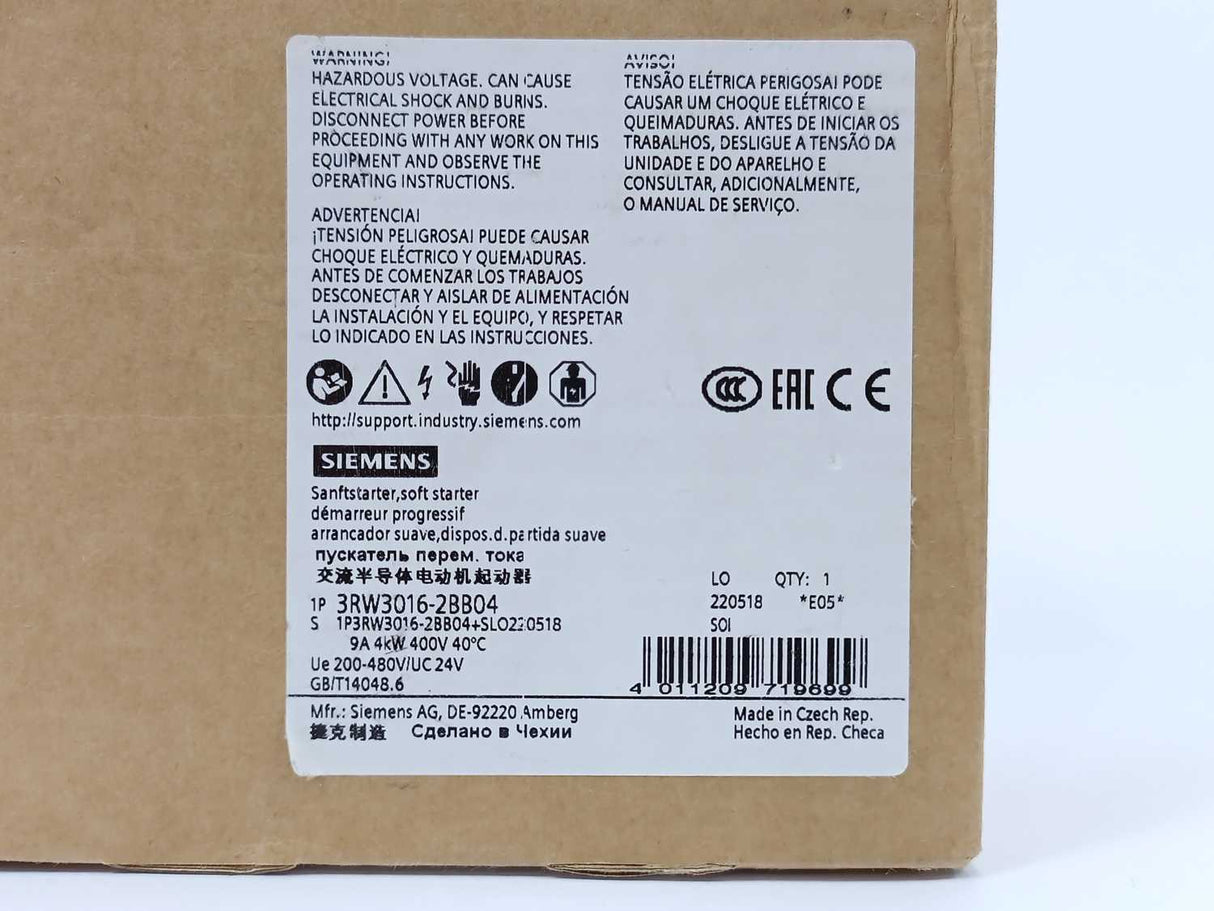 WARNING!
HAZARDOUS VOLTAGE. CAN CAUSE
ELECTRICAL SHOCK AND BURNS.
DISCONNECT POWER BEFORE
PROCEEDING WITH ANY WORK ON THIS
EQUIPMENT AND OBSERVE THE
OPERATING INSTRUCTIONS.
ADVERTENCIA!
¡TENSIÓN PELIGROSA! PUEDE CAUSAR
CHOQUE ELÉCTRICO Y QUEMADURAS.
ANTES DE COMENZAR LOS TRABAJOS
DESCONECTAR Y AISLAR DE ALIMENTACIÓN
LA INSTALACIÓN Y EL EQUIPO, Y RESPETAR
LO INDICADO EN LAS INSTRUCCIONES.
AVISO!
TENSÃO ELÉTRICA PERIGOSA! PODE
CAUSAR UM CHOQUE ELÉTRICO E
QUEIMADURAS. ANTES DE INICIAR OS
TRABALHOS, DESLIGUE A TENSÃO DA
UNIDADE E DO APARELHO E
CONSULTAR, ADICIONALMENTE,
O MANUAL DE SERVIÇO.
CCC EAC CE
http://support.industry.siemens.com
SIEMENS
Sanftstarter,soft starter
démarreur progressif
arrancador suave,dispos.d.partida suave
пускатель перем. тока
交流半导体电动机起动器
1P 3RW3016-2BB04
S 1P3RW3016-2BB04+SLO220518
9A 4kW 400V 40°C
Ue 200-480V/UC 24V
GB/T14048.6
LO QTY: 1
220518 *E05*
SOI
4 011209 719699
Mfr.: Siemens AG, DE-92220 Amberg
捷克制造 Сделано в Чехии
Made in Czech Rep.
Hecho en Rep. Checa